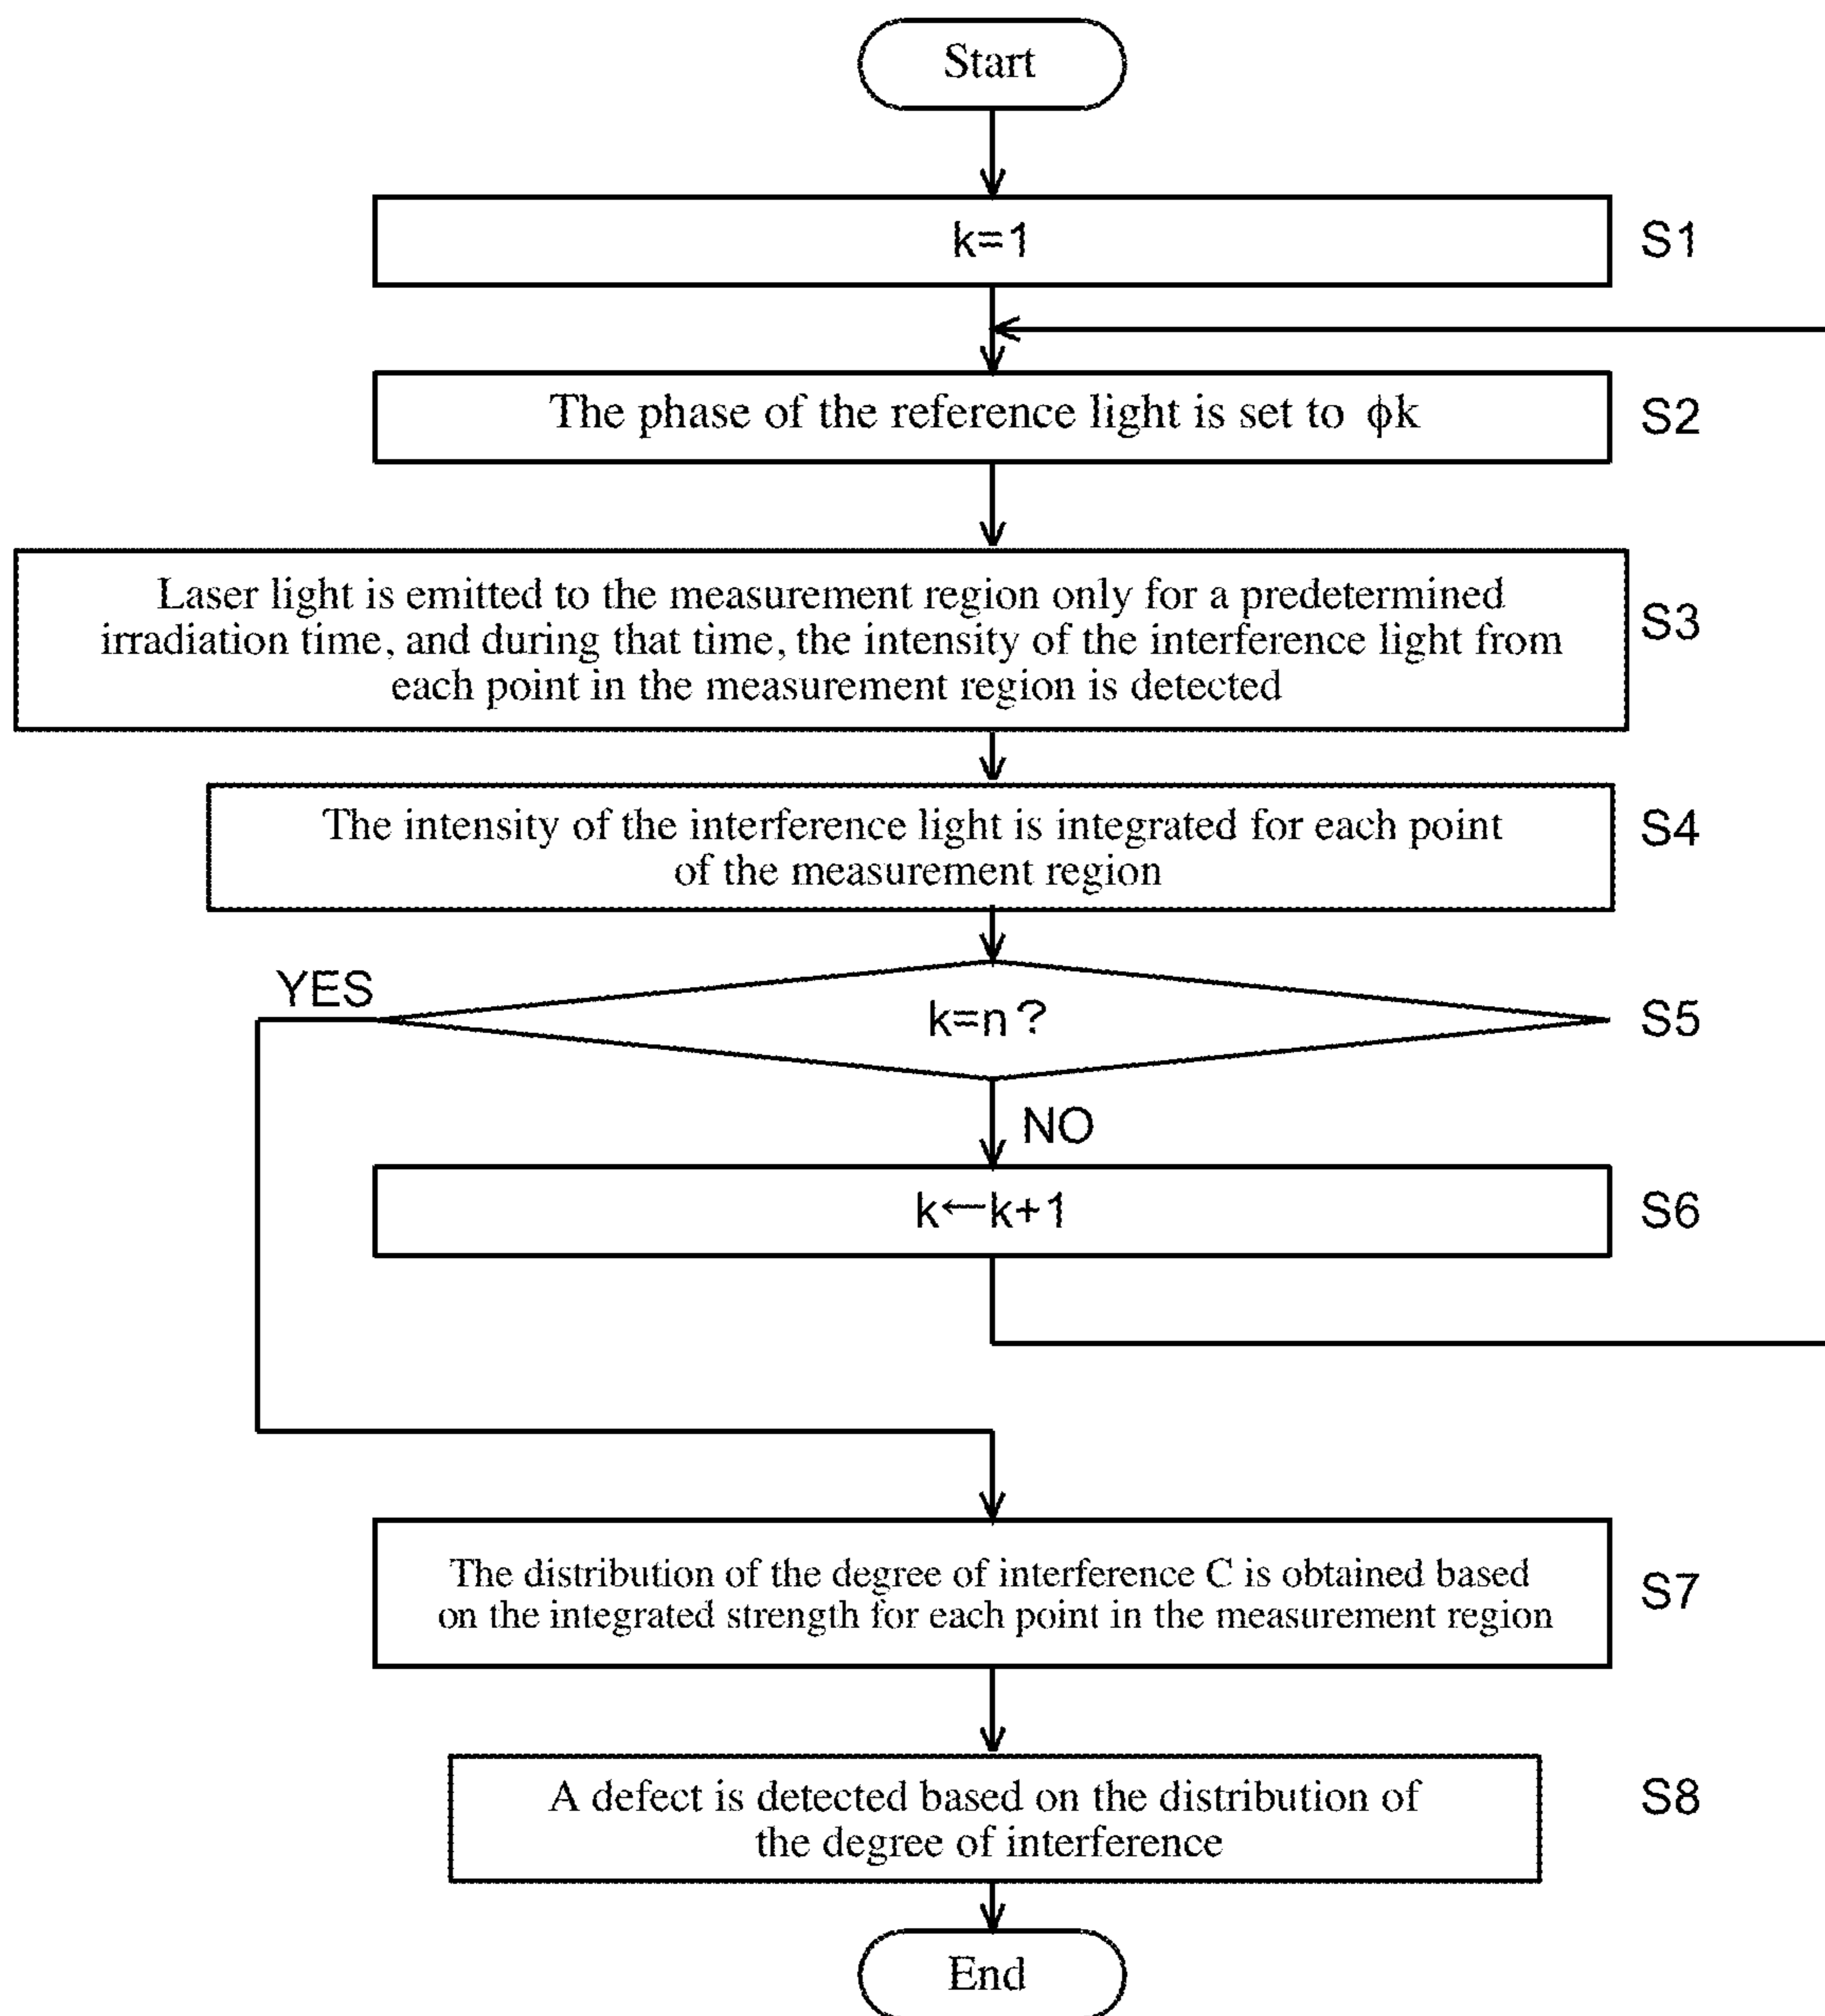 Start
k=1
S1
The phase of the reference light is set to ϕk
S2
Laser light is emitted to the measurement region only for a predetermined
irradiation time, and during that time, the intensity of the interference light from
each point in the measurement region is detected
S3
The intensity of the interference light is integrated for each point
of the measurement region
S4
YES
k=n?
S5
NO
k←k+1
S6
The distribution of the degree of interference C is obtained based
on the integrated strength for each point in the measurement region
S7
A defect is detected based on the distribution of
the degree of interference
S8
End